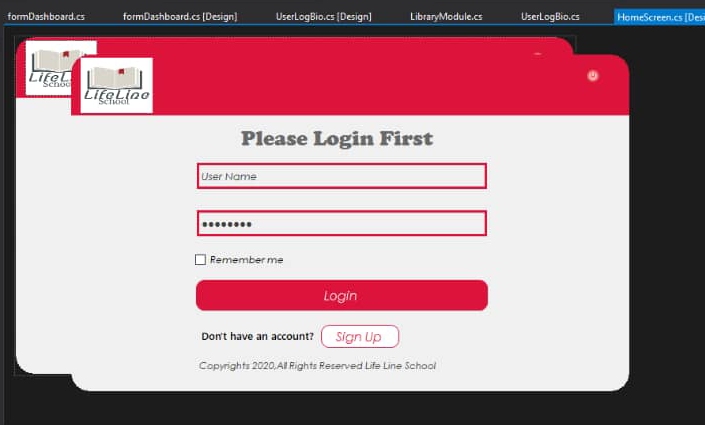 formDashboard.cs formDashboard.cs [Design] UserLogBio.cs [Design] LibraryModule.cs UserLogBio.cs HomeScreen.cs [Des
LifeL
Schoo
LifeLine
School
Please Login First
User Name
Remember me
Login
Don't have an account? Sign Up
Copyrights 2020,All Rights Reserved Life Line School